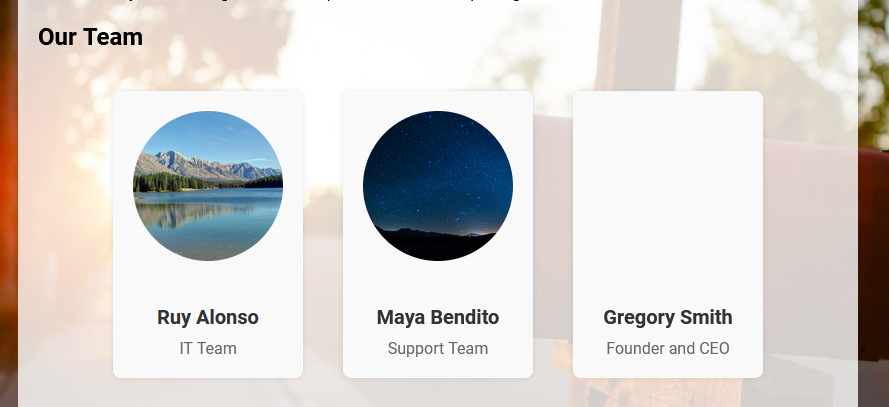 Our Team
Ruy Alonso
Maya Bendito
Gregory Smith
IT Team
Support Team
Founder and CEO